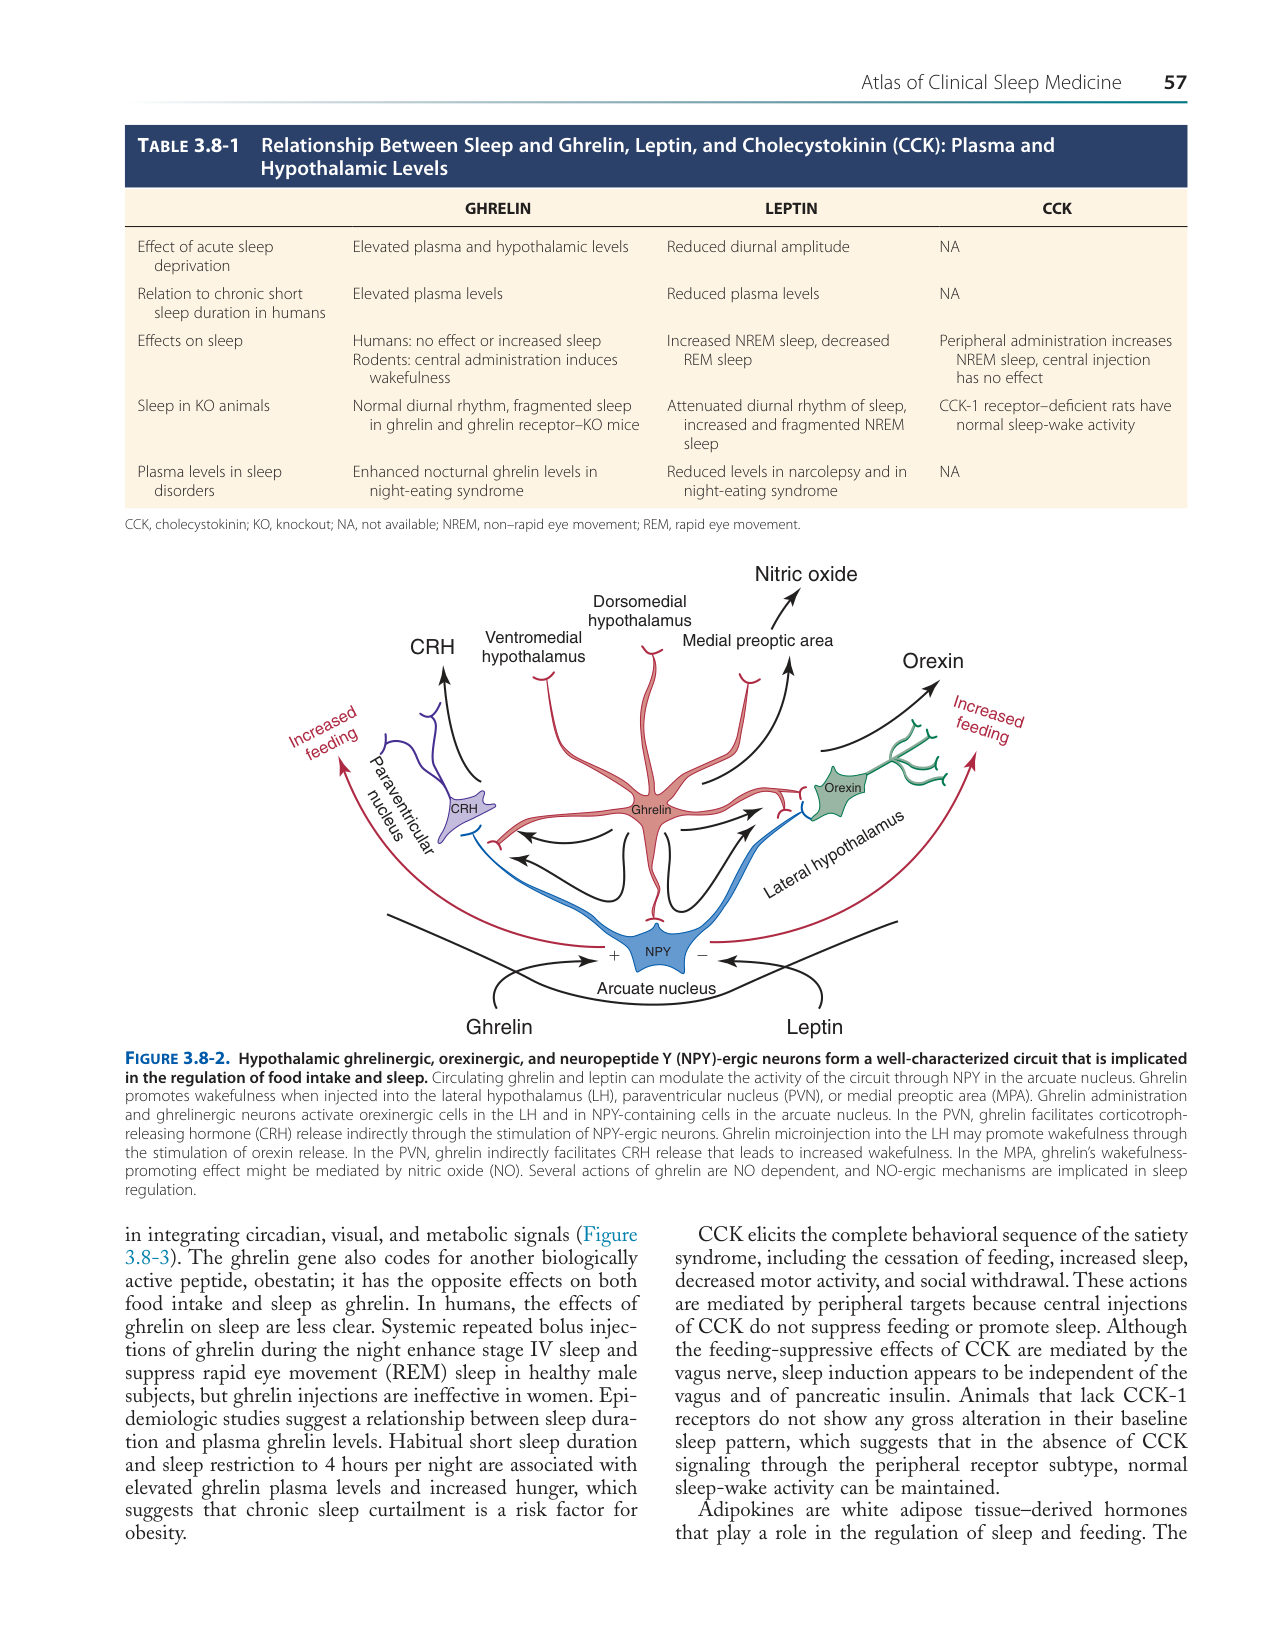 Atlas of Clinical Sleep Medicine 57
TABLE 3.8-1 Relationship Between Sleep and Ghrelin, Leptin, and Cholecystokinin (CCK): Plasma and
Hypothalamic Levels
GHRELIN LEPTIN CCK
Effect of acute sleep deprivation Elevated plasma and hypothalamic levels Reduced diurnal amplitude NA
Relation to chronic short sleep duration in humans Elevated plasma levels Reduced plasma levels NA
Effects on sleep Humans: no effect or increased sleep Rodents: central administration induces wakefulness Increased NREM sleep, decreased REM sleep Peripheral administration increases NREM sleep, central injection has no effect
Sleep in KO animals Normal diurnal rhythm, fragmented sleep in ghrelin and ghrelin receptor–KO mice Attenuated diurnal rhythm of sleep, increased and fragmented NREM sleep CCK-1 receptor–deficient rats have normal sleep-wake activity
Plasma levels in sleep disorders Enhanced nocturnal ghrelin levels in night-eating syndrome Reduced levels in narcolepsy and in night-eating syndrome NA
CCK, cholecystokinin; KO, knockout; NA, not available; NREM, non–rapid eye movement; REM, rapid eye movement.
Nitric oxide
Dorsomedial
hypothalamus
Ventromedial
hypothalamus
Medial preoptic area
CRH
Orexin
Increased
feeding
Increased
feeding
Paraventricular
nucleus
CRH
Ghrelin
Orexin
Lateral hypothalamus
+
NPY
−
Arcuate nucleus
Ghrelin
Leptin
FIGURE 3.8-2. Hypothalamic ghrelinergic, orexinergic, and neuropeptide Y (NPY)-ergic neurons form a well-characterized circuit that is implicated
in the regulation of food intake and sleep. Circulating ghrelin and leptin can modulate the activity of the circuit through NPY in the arcuate nucleus. Ghrelin
promotes wakefulness when injected into the lateral hypothalamus (LH), paraventricular nucleus (PVN), or medial preoptic area (MPA). Ghrelin administration
and ghrelinergic neurons activate orexinergic cells in the LH and in NPY-containing cells in the arcuate nucleus. In the PVN, ghrelin facilitates corticotroph-
releasing hormone (CRH) release indirectly through the stimulation of NPY-ergic neurons. Ghrelin microinjection into the LH may promote wakefulness through
the stimulation of orexin release. In the PVN, ghrelin indirectly facilitates CRH release that leads to increased wakefulness. In the MPA, ghrelin's wakefulness-
promoting effect might be mediated by nitric oxide (NO). Several actions of ghrelin are NO dependent, and NO-ergic mechanisms are implicated in sleep
regulation.
in integrating circadian, visual, and metabolic signals (Figure
3.8-3). The ghrelin gene also codes for another biologically
active peptide, obestatin; it has the opposite effects on both
food intake and sleep as ghrelin. In humans, the effects of
ghrelin on sleep are less clear. Systemic repeated bolus injec-
tions of ghrelin during the night enhance stage IV sleep and
suppress rapid eye movement (REM) sleep in healthy male
subjects, but ghrelin injections are ineffective in women. Epi-
demiologic studies suggest a relationship between sleep dura-
tion and plasma ghrelin levels. Habitual short sleep duration
and sleep restriction to 4 hours per night are associated with
elevated ghrelin plasma levels and increased hunger, which
suggests that chronic sleep curtailment is a risk factor for
obesity.
CCK elicits the complete behavioral sequence of the satiety
syndrome, including the cessation of feeding, increased sleep,
decreased motor activity, and social withdrawal. These actions
are mediated by peripheral targets because central injections
of CCK do not suppress feeding or promote sleep. Although
the feeding-suppressive effects of CCK are mediated by the
vagus nerve, sleep induction appears to be independent of the
vagus and of pancreatic insulin. Animals that lack CCK-1
receptors do not show any gross alteration in their baseline
sleep pattern, which suggests that in the absence of CCK
signaling through the peripheral receptor subtype, normal
sleep-wake activity can be maintained.
Adipokines are white adipose tissue–derived hormones
that play a role in the regulation of sleep and feeding. The